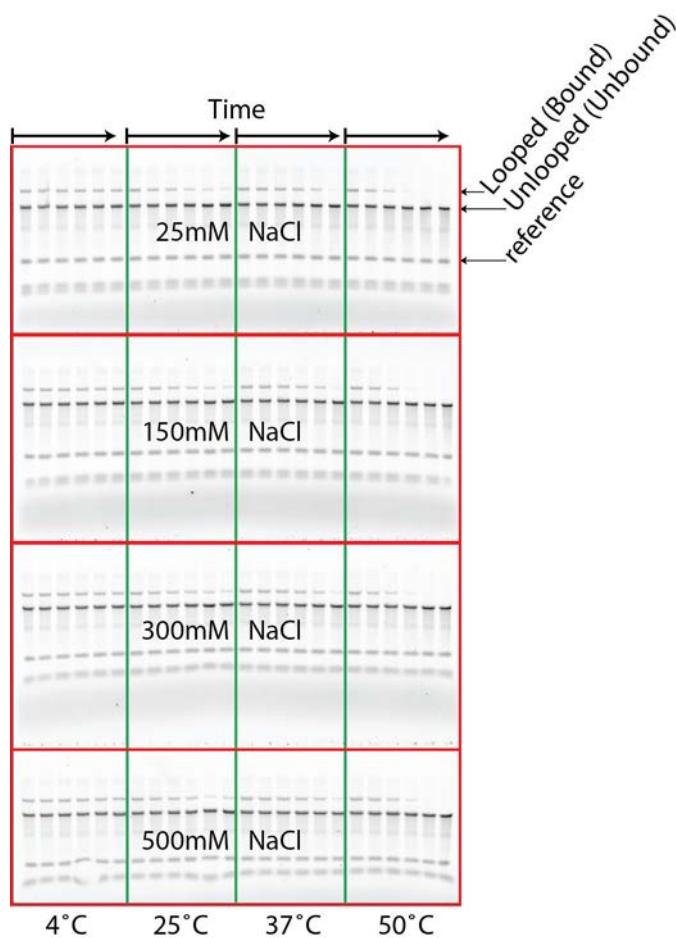 Time
Looped (Bound)
Unlooped (Unbound)
reference
25mM NaCl
150mM NaCl
300mM NaCl
500mM NaCl
4˚C 25˚C 37˚C 50˚C